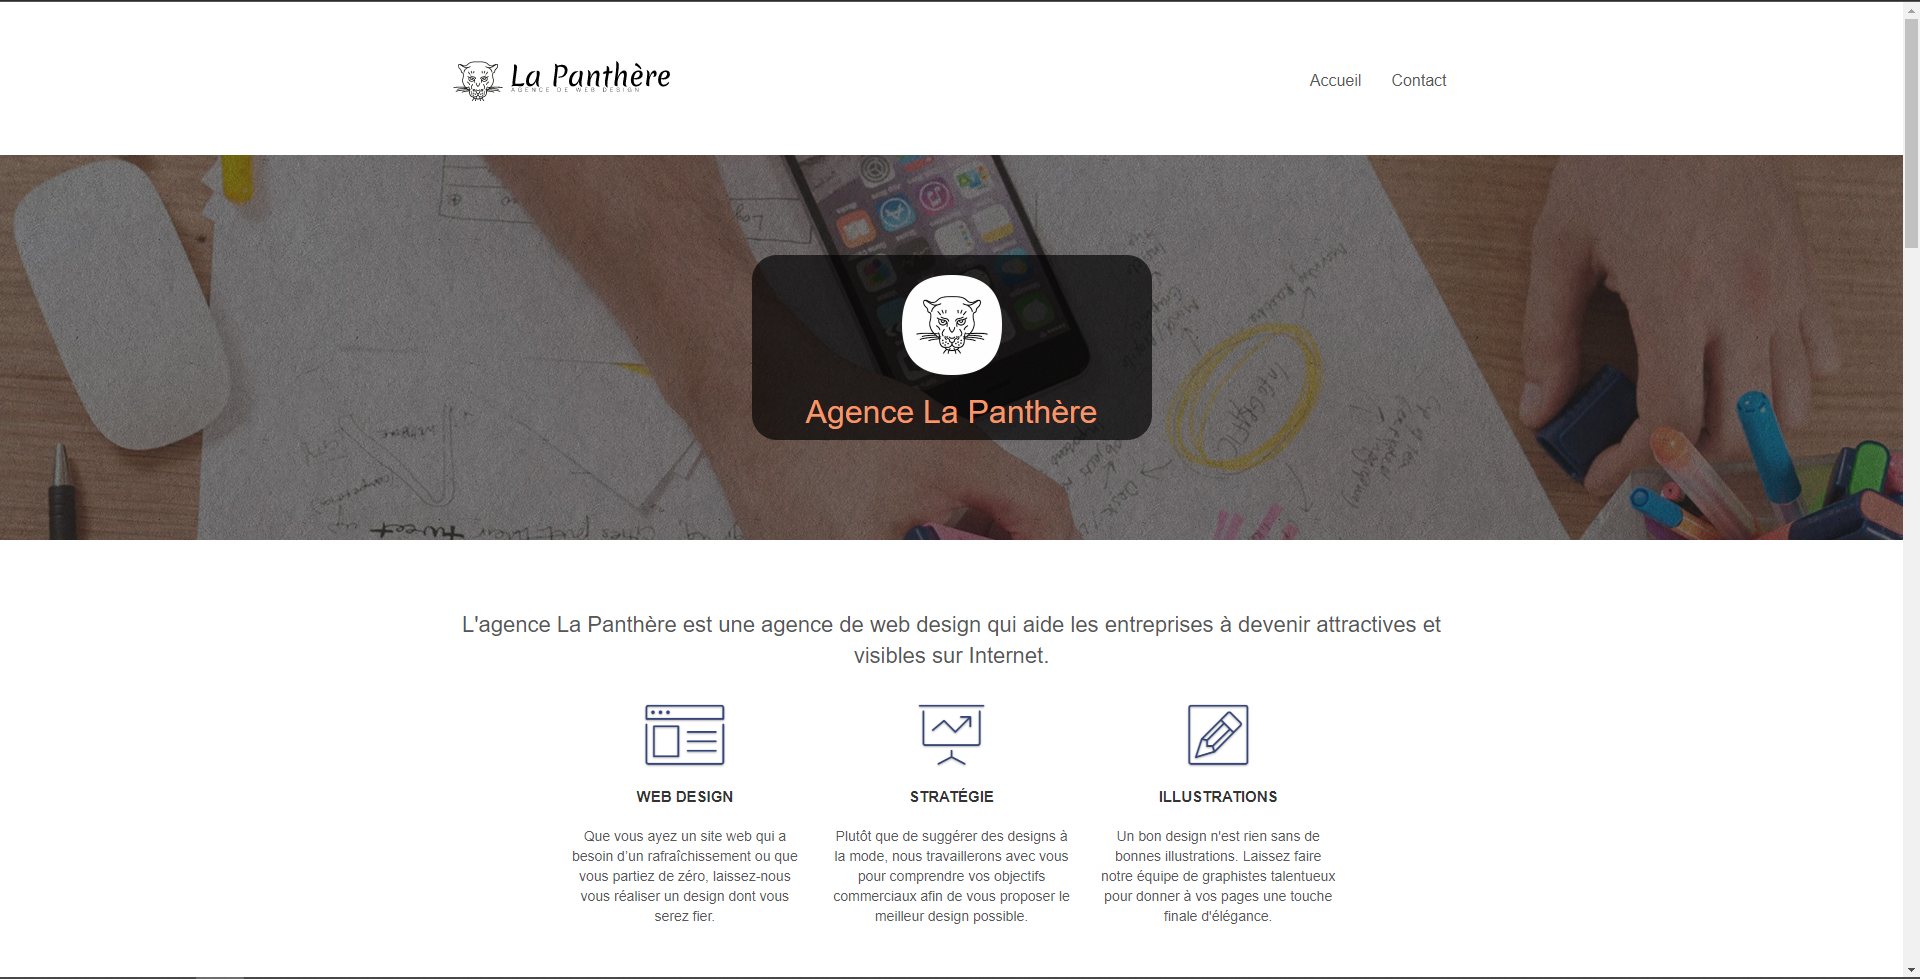 La Panthère
AGENCE DE WEB DESIGN
Accueil
Contact
Agence La Panthère
L'agence La Panthère est une agence de web design qui aide les entreprises à devenir attractives et
visibles sur Internet.
WEB DESIGN
Que vous ayez un site web qui a
besoin d’un rafraîchissement ou que
vous partiez de zéro, laissez-nous
vous réaliser un design dont vous
serez fier.
STRATÉGIE
Plutôt que de suggérer des designs à
la mode, nous travaillerons avec vous
pour comprendre vos objectifs
commerciaux afin de vous proposer le
meilleur design possible.
ILLUSTRATIONS
Un bon design n'est rien sans de
bonnes illustrations. Laissez faire
notre équipe de graphistes talentueux
pour donner à vos pages une touche
finale d'élégance.